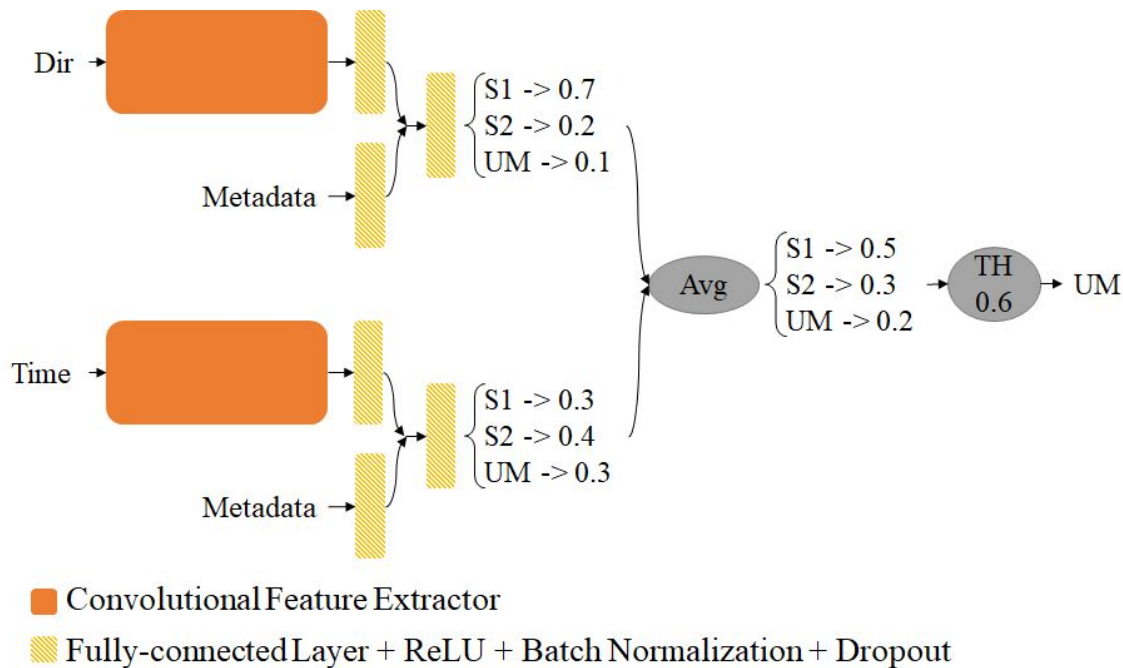 Dir
Metadata
S1 -> 0.7
S2 -> 0.2
UM -> 0.1
Time
Metadata
S1 -> 0.3
S2 -> 0.4
UM -> 0.3
Avg
S1 -> 0.5
S2 -> 0.3
UM -> 0.2
TH
0.6
UM
Convolutional Feature Extractor
Fully-connected Layer + ReLU + Batch Normalization + Dropout